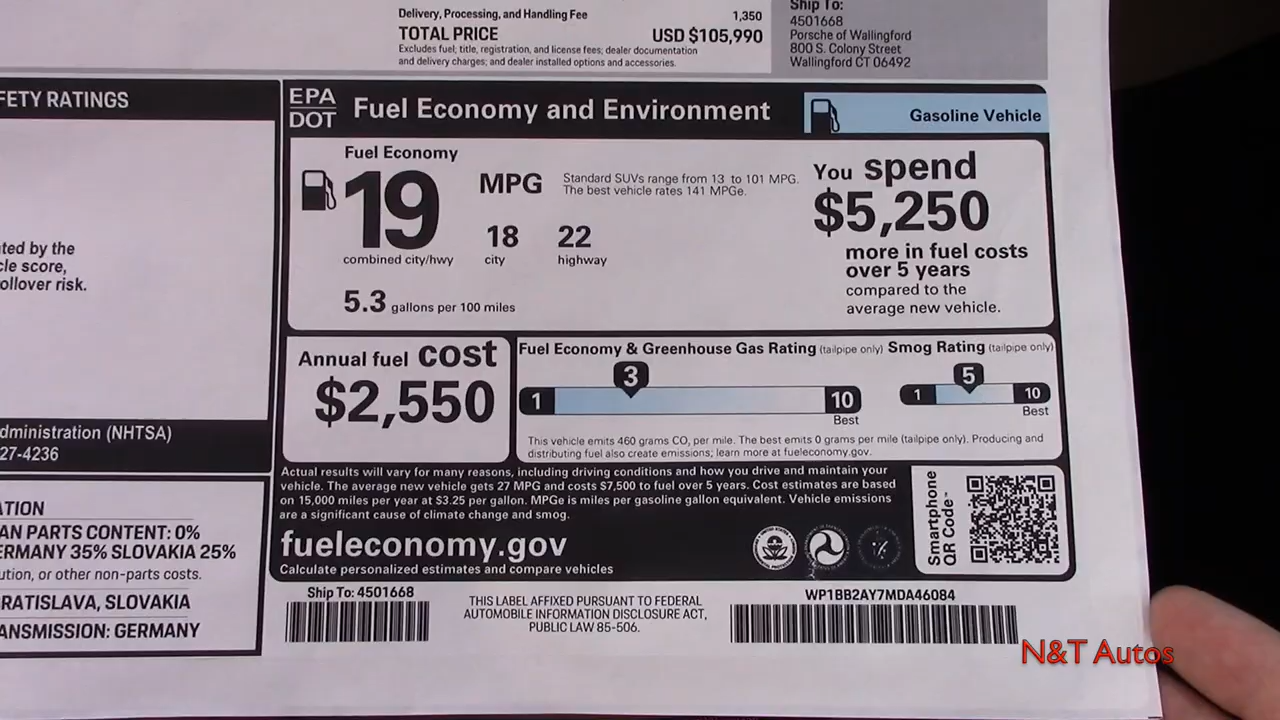 Delivery, Processing, and Handling Fee 1,350
TOTAL PRICE USD $105,990
Excludes fuel, title, registration, and license fees; dealer documentation
and delivery charges; and dealer installed options and accessories.
Ship To:
4501668
Porsche of Wallingford
800 S. Colony Street
Wallingford CT 06492
FETY RATINGS
ted by the
cle score,
ollover risk.
dministration (NHTSA)
27-4236
ATION
AN PARTS CONTENT: 0%
ERMANY 35% SLOVAKIA 25%
ution, or other non-parts costs.
RATISLAVA, SLOVAKIA
ANSMISSION: GERMANY
EPA
DOT
Fuel Economy and Environment
Gasoline Vehicle
Fuel Economy
19 MPG
Standard SUVs range from 13 to 101 MPG.
The best vehicle rates 141 MPGe.
18 22
combined city/hwy city highway
5.3 gallons per 100 miles
You spend
$5,250
more in fuel costs
over 5 years
compared to the
average new vehicle.
Annual fuel cost
$2,550
Fuel Economy & Greenhouse Gas Rating (tailpipe only)
3
1 10
Best
Smog Rating (tailpipe only)
5
1 10
Best
This vehicle emits 460 grams CO2 per mile. The best emits 0 grams per mile (tailpipe only). Producing and
distributing fuel also create emissions; learn more at fueleconomy.gov.
Actual results will vary for many reasons, including driving conditions and how you drive and maintain your
vehicle. The average new vehicle gets 27 MPG and costs $7,500 to fuel over 5 years. Cost estimates are based
on 15,000 miles per year at $3.25 per gallon. MPGe is miles per gasoline gallon equivalent. Vehicle emissions
are a significant cause of climate change and smog.
fueleconomy.gov
Calculate personalized estimates and compare vehicles
Smartphone
QR Code™
Ship To: 4501668
THIS LABEL AFFIXED PURSUANT TO FEDERAL
AUTOMOBILE INFORMATION DISCLOSURE ACT,
PUBLIC LAW 85-506.
WP1BB2AY7MDA46084
N&T Autos